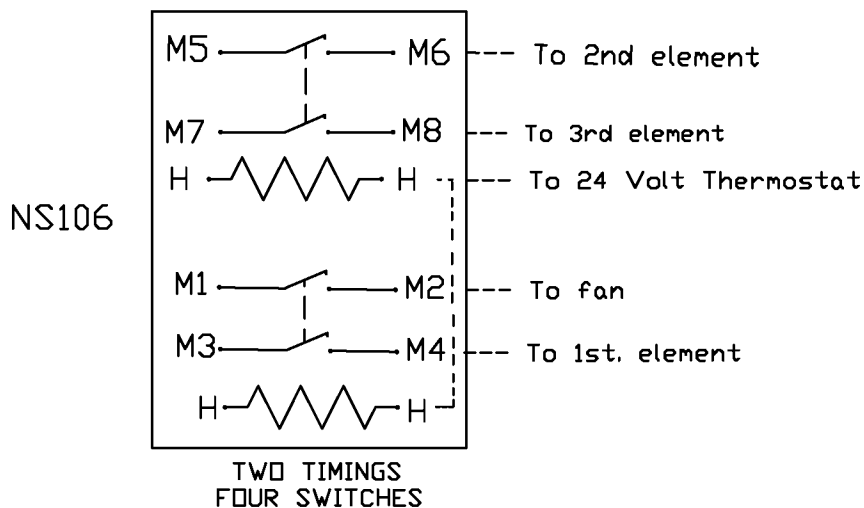 M5 M6 To 2nd element
M7 M8 To 3rd element
H H To 24 Volt Thermostat
NS106
M1 M2 To fan
M3 M4 To 1st. element
H H
TWO TIMINGS
FOUR SWITCHES